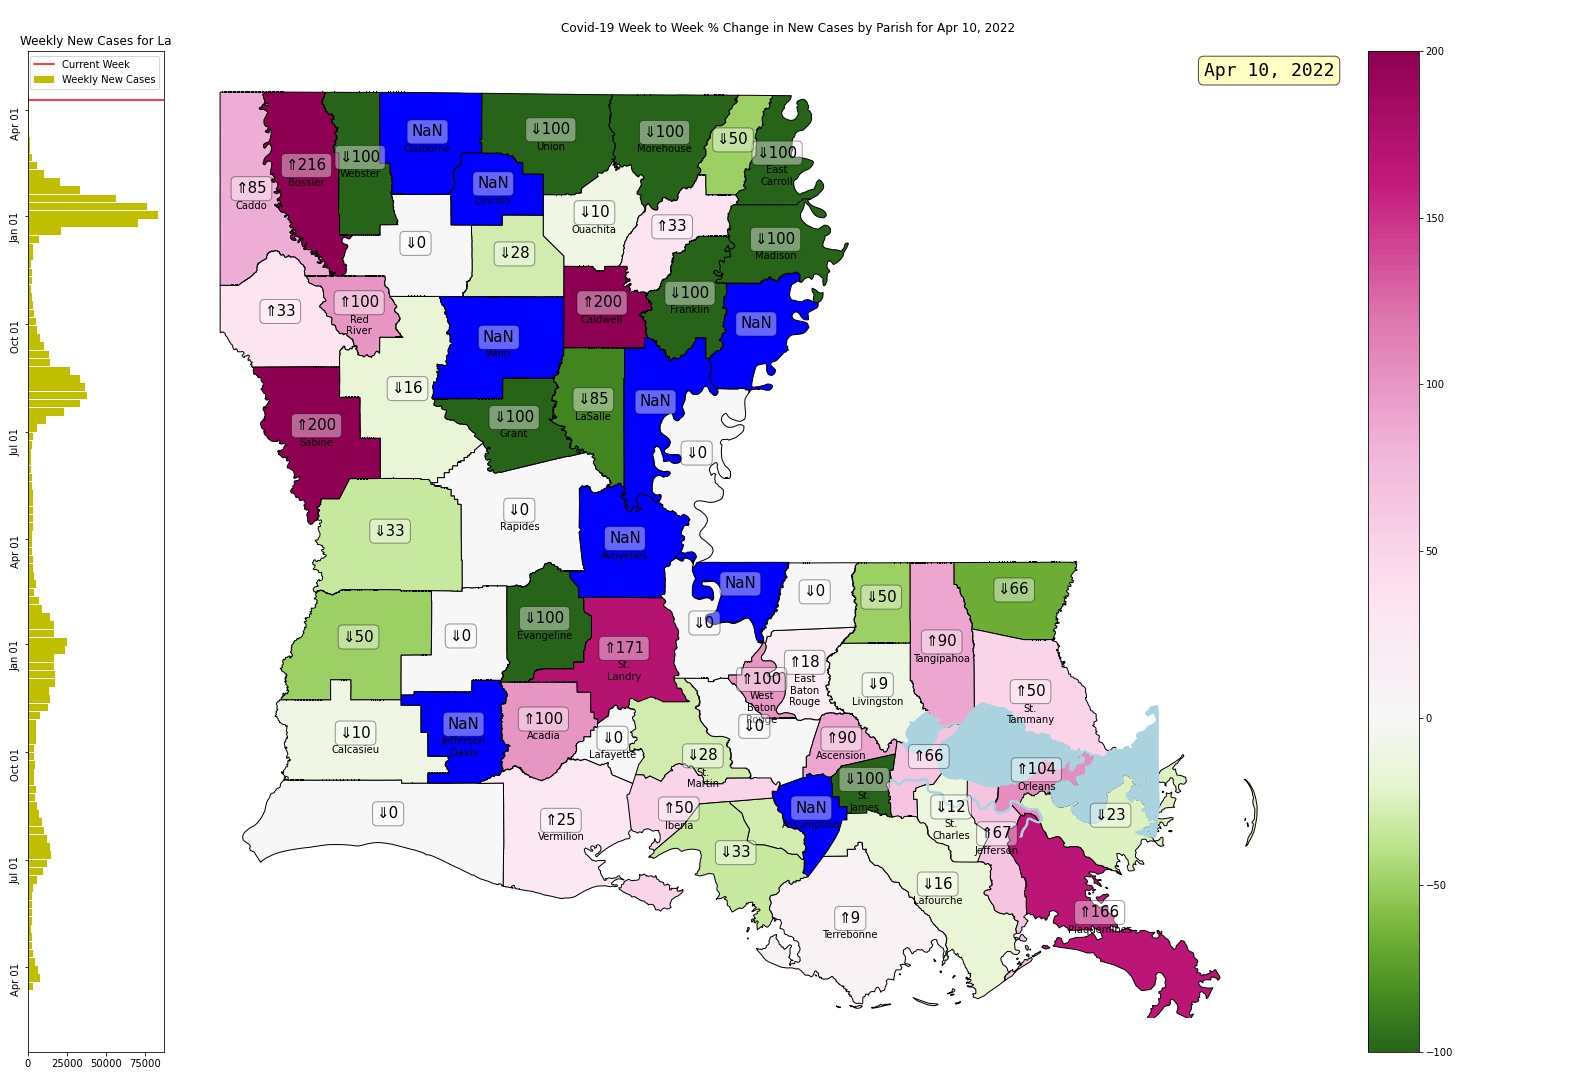 Covid-19 Week to Week % Change in New Cases by Parish for Apr 10, 2022
Weekly New Cases for La
Current Week
Weekly New Cases
Apr 01
Jan 01
Oct 01
Jul 01
Apr 01
Jan 01
Oct 01
Jul 01
Apr 01
0 25000 50000 75000
Apr 10, 2022
⇑85
Caddo
⇑216
Bossier
⇓100
Webster
NaN
Claiborne
NaN
Lincoln
⇓100
Union
⇓100
Morehouse
⇓50
⇓100
East
Carroll
⇓0
⇓28
⇓10
Ouachita
⇑33
⇓100
Madison
⇑33
⇑100
Red
River
NaN
Winn
⇑200
Caldwell
⇓100
Franklin
NaN
⇑200
Sabine
⇓16
⇓100
Grant
⇓85
LaSalle
NaN
⇓0
⇓33
⇓0
Rapides
NaN
Avoyelles
⇓50
⇓0
⇓100
Evangeline
⇑171
St.
Landry
⇓0
NaN
⇓0
⇓50
⇑90
Tangipahoa
⇓66
⇑100
West
Baton
Rouge
⇑18
East
Baton
Rouge
⇓9
Livingston
⇑50
St.
Tammany
⇓10
Calcasieu
NaN
Jefferson
Davis
⇑100
Acadia
⇓0
Lafayette
⇓28
St.
Martin
⇓0
⇑90
Ascension
⇑66
⇑104
Orleans
⇓100
St.
James
⇓0
⇑25
Vermilion
⇑50
Iberia
NaN
Assumption
⇓12
St.
Charles
⇓23
⇑67
Jefferson
⇓33
⇓16
Lafourche
⇑9
Terrebonne
⇑166
Plaquemines
200
150
100
50
0
−50
−100